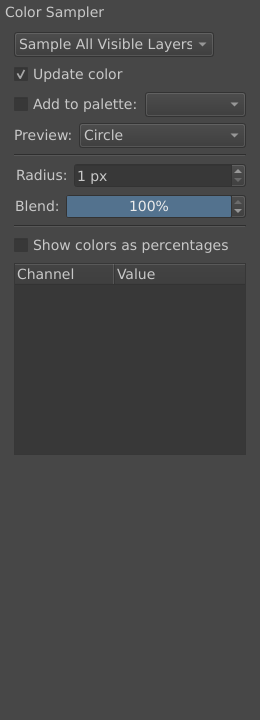 Color Sampler
Sample All Visible Layers
Update color
Add to palette:
Preview: Circle
Radius: 1 px
Blend: 100%
Show colors as percentages
Channel Value